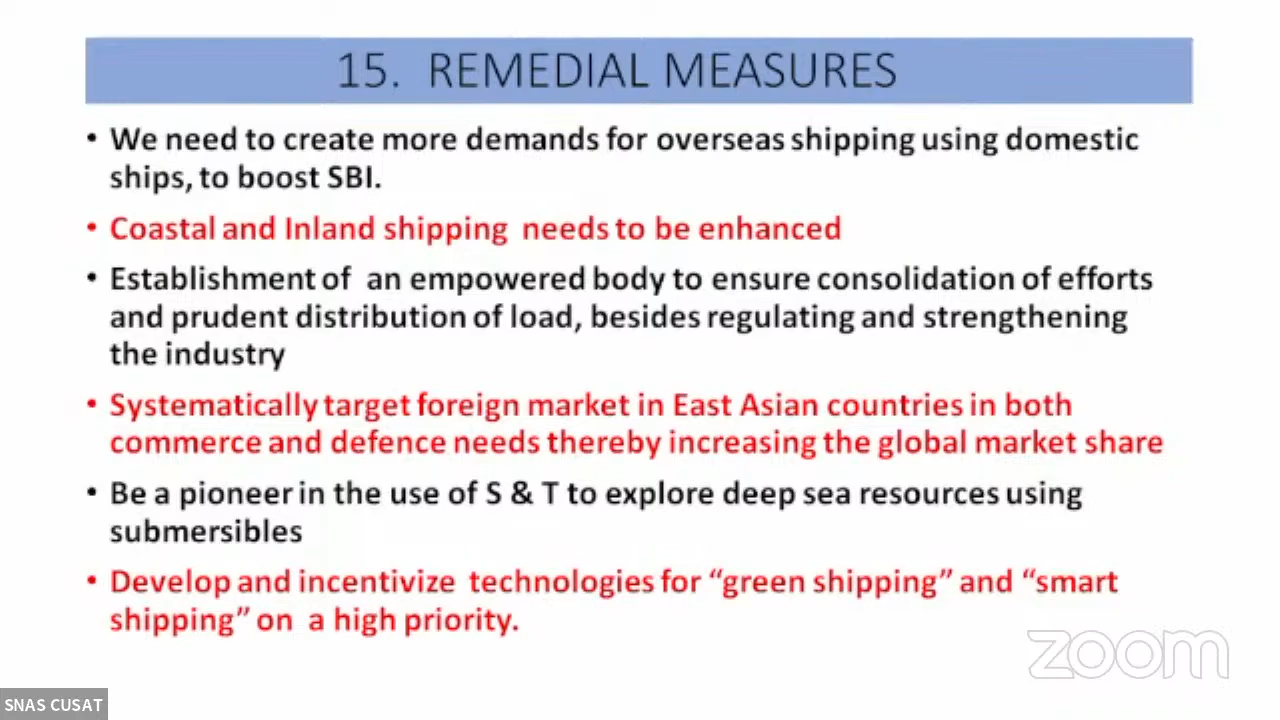 15. REMEDIAL MEASURES
• We need to create more demands for overseas shipping using domestic
ships, to boost SBI.
• Coastal and Inland shipping needs to be enhanced
• Establishment of an empowered body to ensure consolidation of efforts
and prudent distribution of load, besides regulating and strengthening
the industry
• Systematically target foreign market in East Asian countries in both
commerce and defence needs thereby increasing the global market share
• Be a pioneer in the use of S & T to explore deep sea resources using
submersibles
• Develop and incentivize technologies for “green shipping” and “smart
shipping” on a high priority.
zoom
SNAS CUSAT